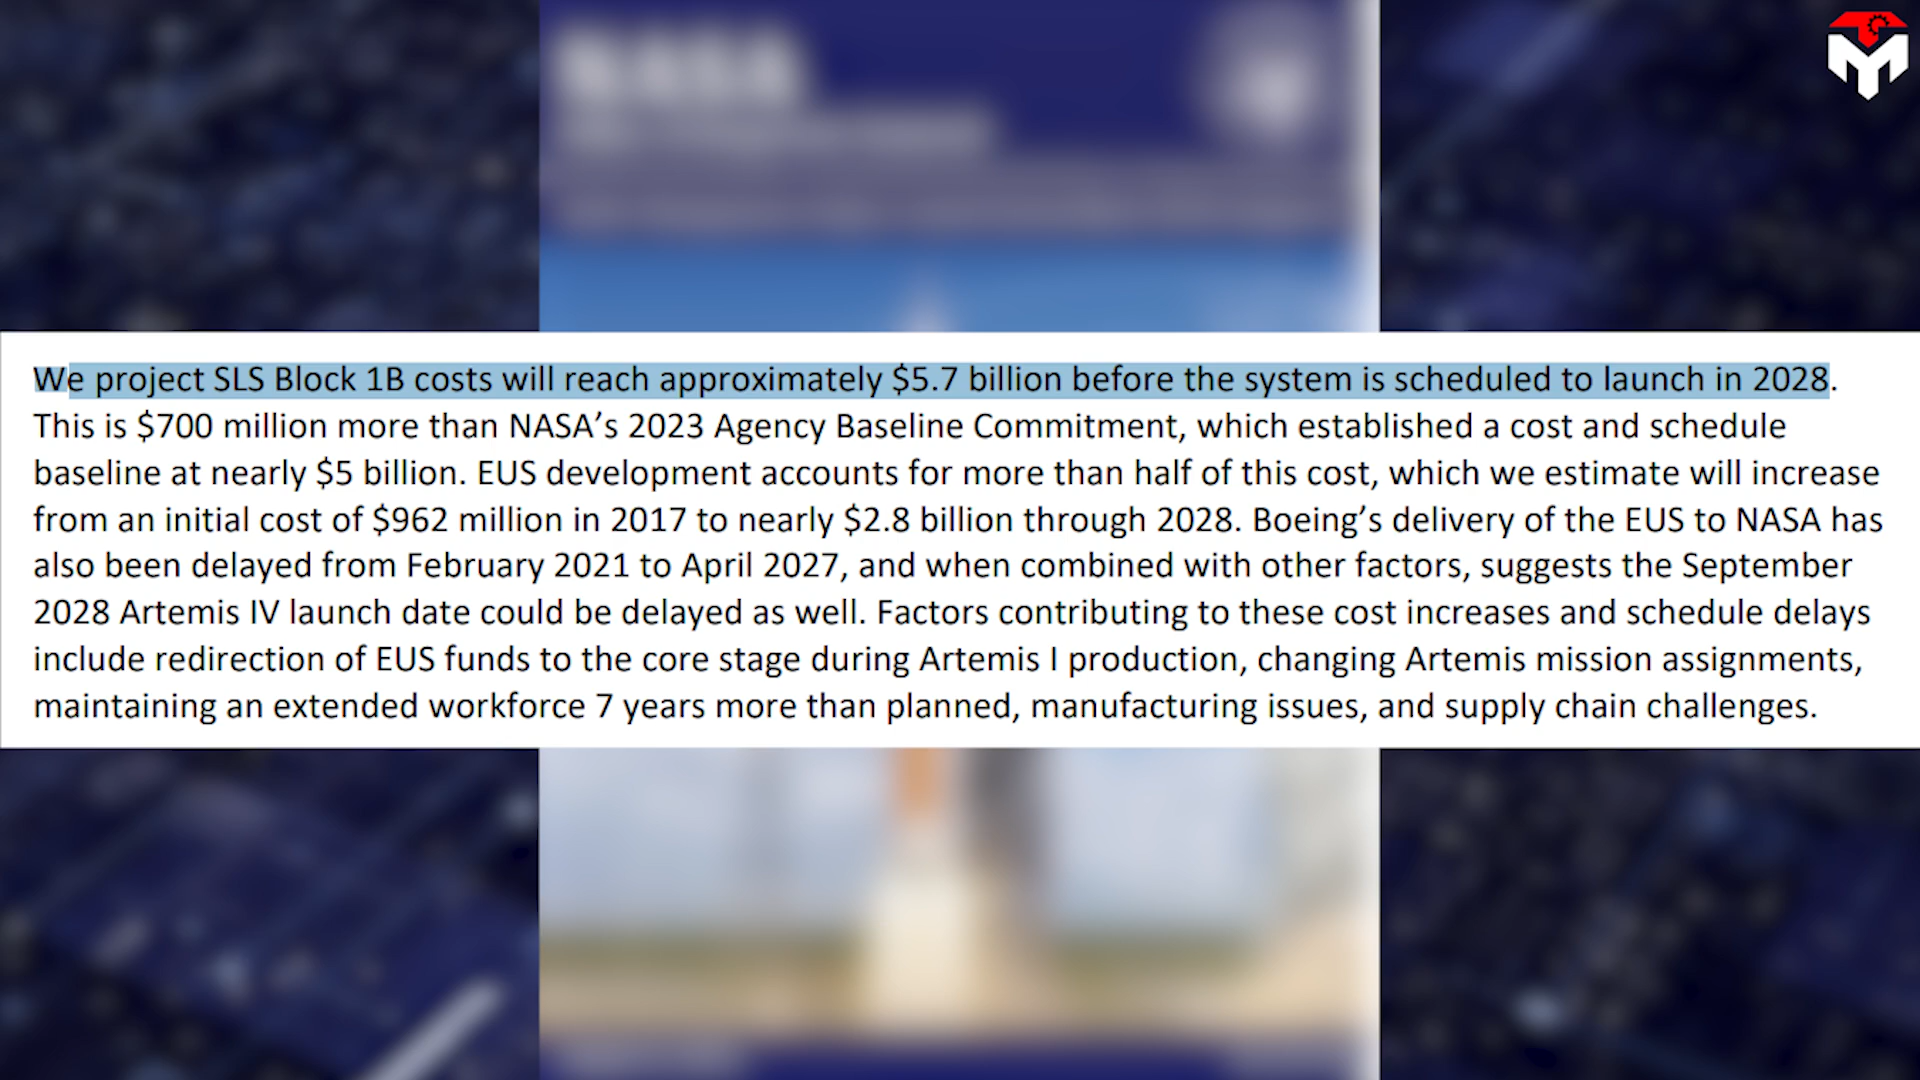 NASA
We project SLS Block 1B costs will reach approximately $5.7 billion before the system is scheduled to launch in 2028.
This is $700 million more than NASA’s 2023 Agency Baseline Commitment, which established a cost and schedule
baseline at nearly $5 billion. EUS development accounts for more than half of this cost, which we estimate will increase
from an initial cost of $962 million in 2017 to nearly $2.8 billion through 2028. Boeing’s delivery of the EUS to NASA has
also been delayed from February 2021 to April 2027, and when combined with other factors, suggests the September
2028 Artemis IV launch date could be delayed as well. Factors contributing to these cost increases and schedule delays
include redirection of EUS funds to the core stage during Artemis I production, changing Artemis mission assignments,
maintaining an extended workforce 7 years more than planned, manufacturing issues, and supply chain challenges.